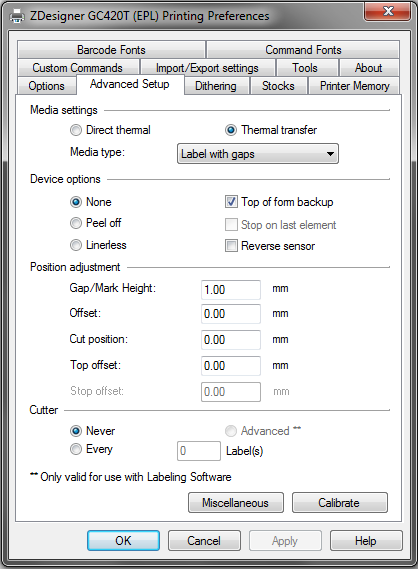 ZDesigner GC420T (EPL) Printing Preferences
Barcode Fonts Command Fonts
Custom Commands Import/Export settings Tools About
Options Advanced Setup Dithering Stocks Printer Memory
Media settings
Direct thermal Thermal transfer
Media type: Label with gaps
Device options
None Top of form backup
Peel off Stop on last element
Linerless Reverse sensor
Position adjustment
Gap/Mark Height: 1.00 mm
Offset: 0.00 mm
Cut position: 0.00 mm
Top offset: 0.00 mm
Stop offset: 0.00 mm
Cutter
Never Advanced **
Every 0 Label(s)
** Only valid for use with Labeling Software
Miscellaneous Calibrate
OK Cancel Apply Help